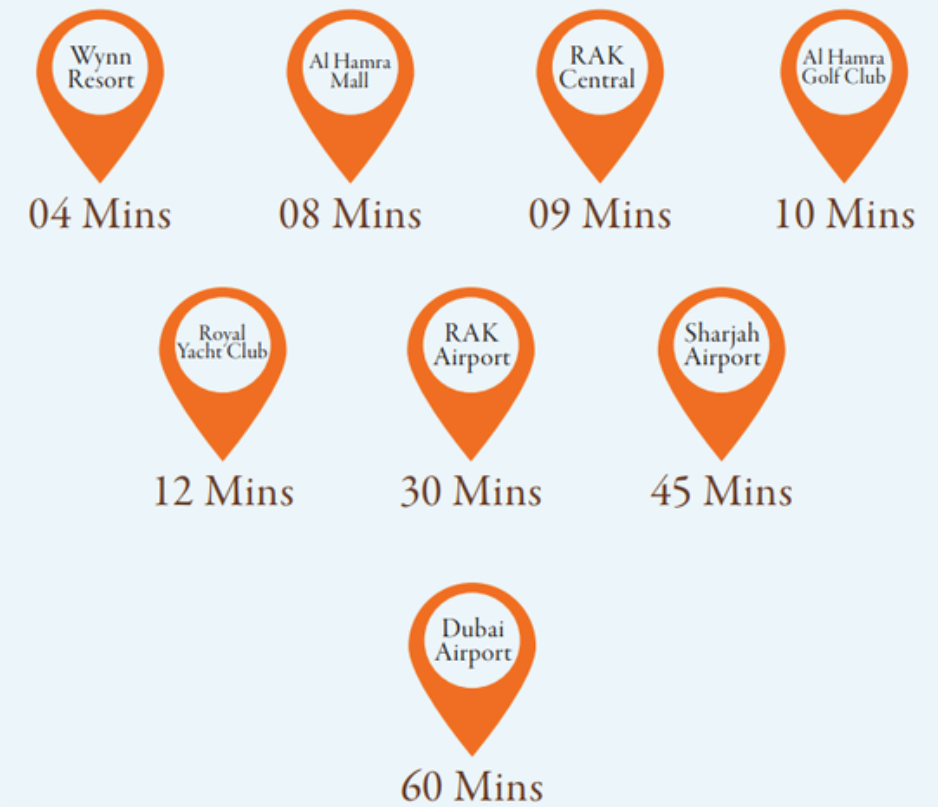 Wynn
Resort
04 Mins
Al Hamra
Mall
08 Mins
RAK
Central
09 Mins
Al Hamra
Golf Club
10 Mins
Royal
Yacht Club
12 Mins
RAK
Airport
30 Mins
Sharjah
Airport
45 Mins
Dubai
Airport
60 Mins